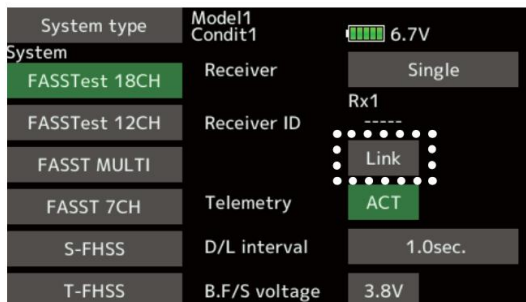 System type
Model1
Condit1
6.7V
System
FASSTest 18CH
Receiver
Single
Rx1
FASSTest 12CH
Receiver ID
-----
FASST MULTI
Link
FASST 7CH
Telemetry
ACT
S-FHSS
D/L interval
1.0sec.
T-FHSS
B.F/S voltage
3.8V